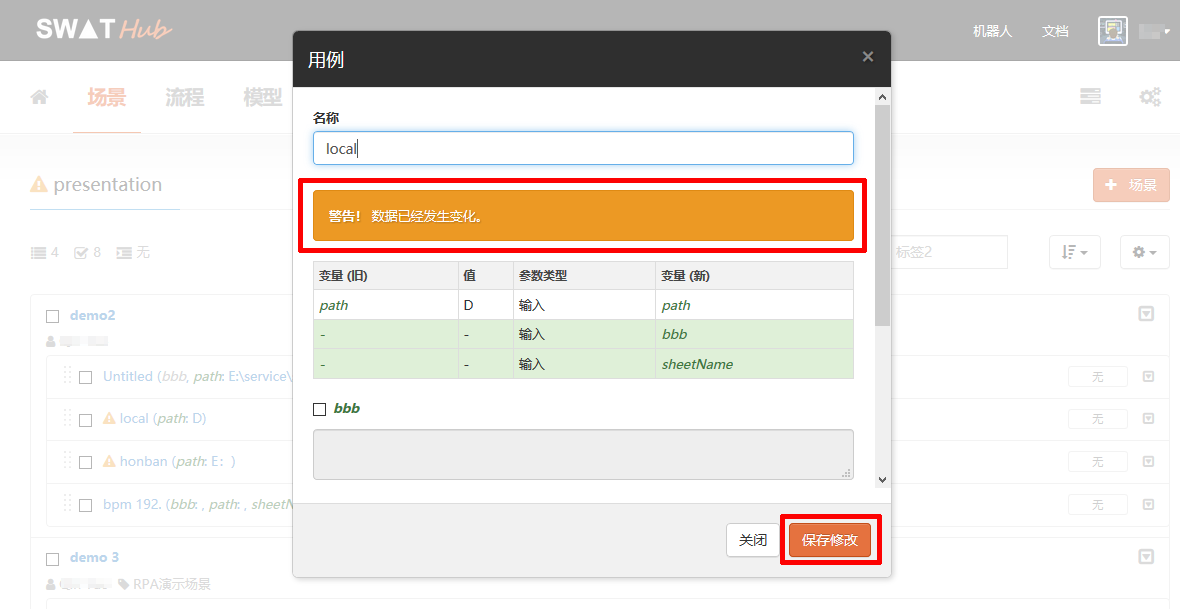 SWAT Hub
机器人 文档
用例 ×
场景 流程 模型
名称
local
presentation
+ 场景
警告！ 数据已经发生变化。
4 8 无
标签2
变量 (旧) 值 参数类型 变量 (新)
path D 输入 path
- - 输入 bbb
- - 输入 sheetName
demo2
Untitled (bbb, path: E:\service\
无
local (path: D)
无
bbb
honban (path: E：)
无
bpm 192. (bbb: , path: , sheetN
无
关闭 保存修改
demo 3
RPA演示场景